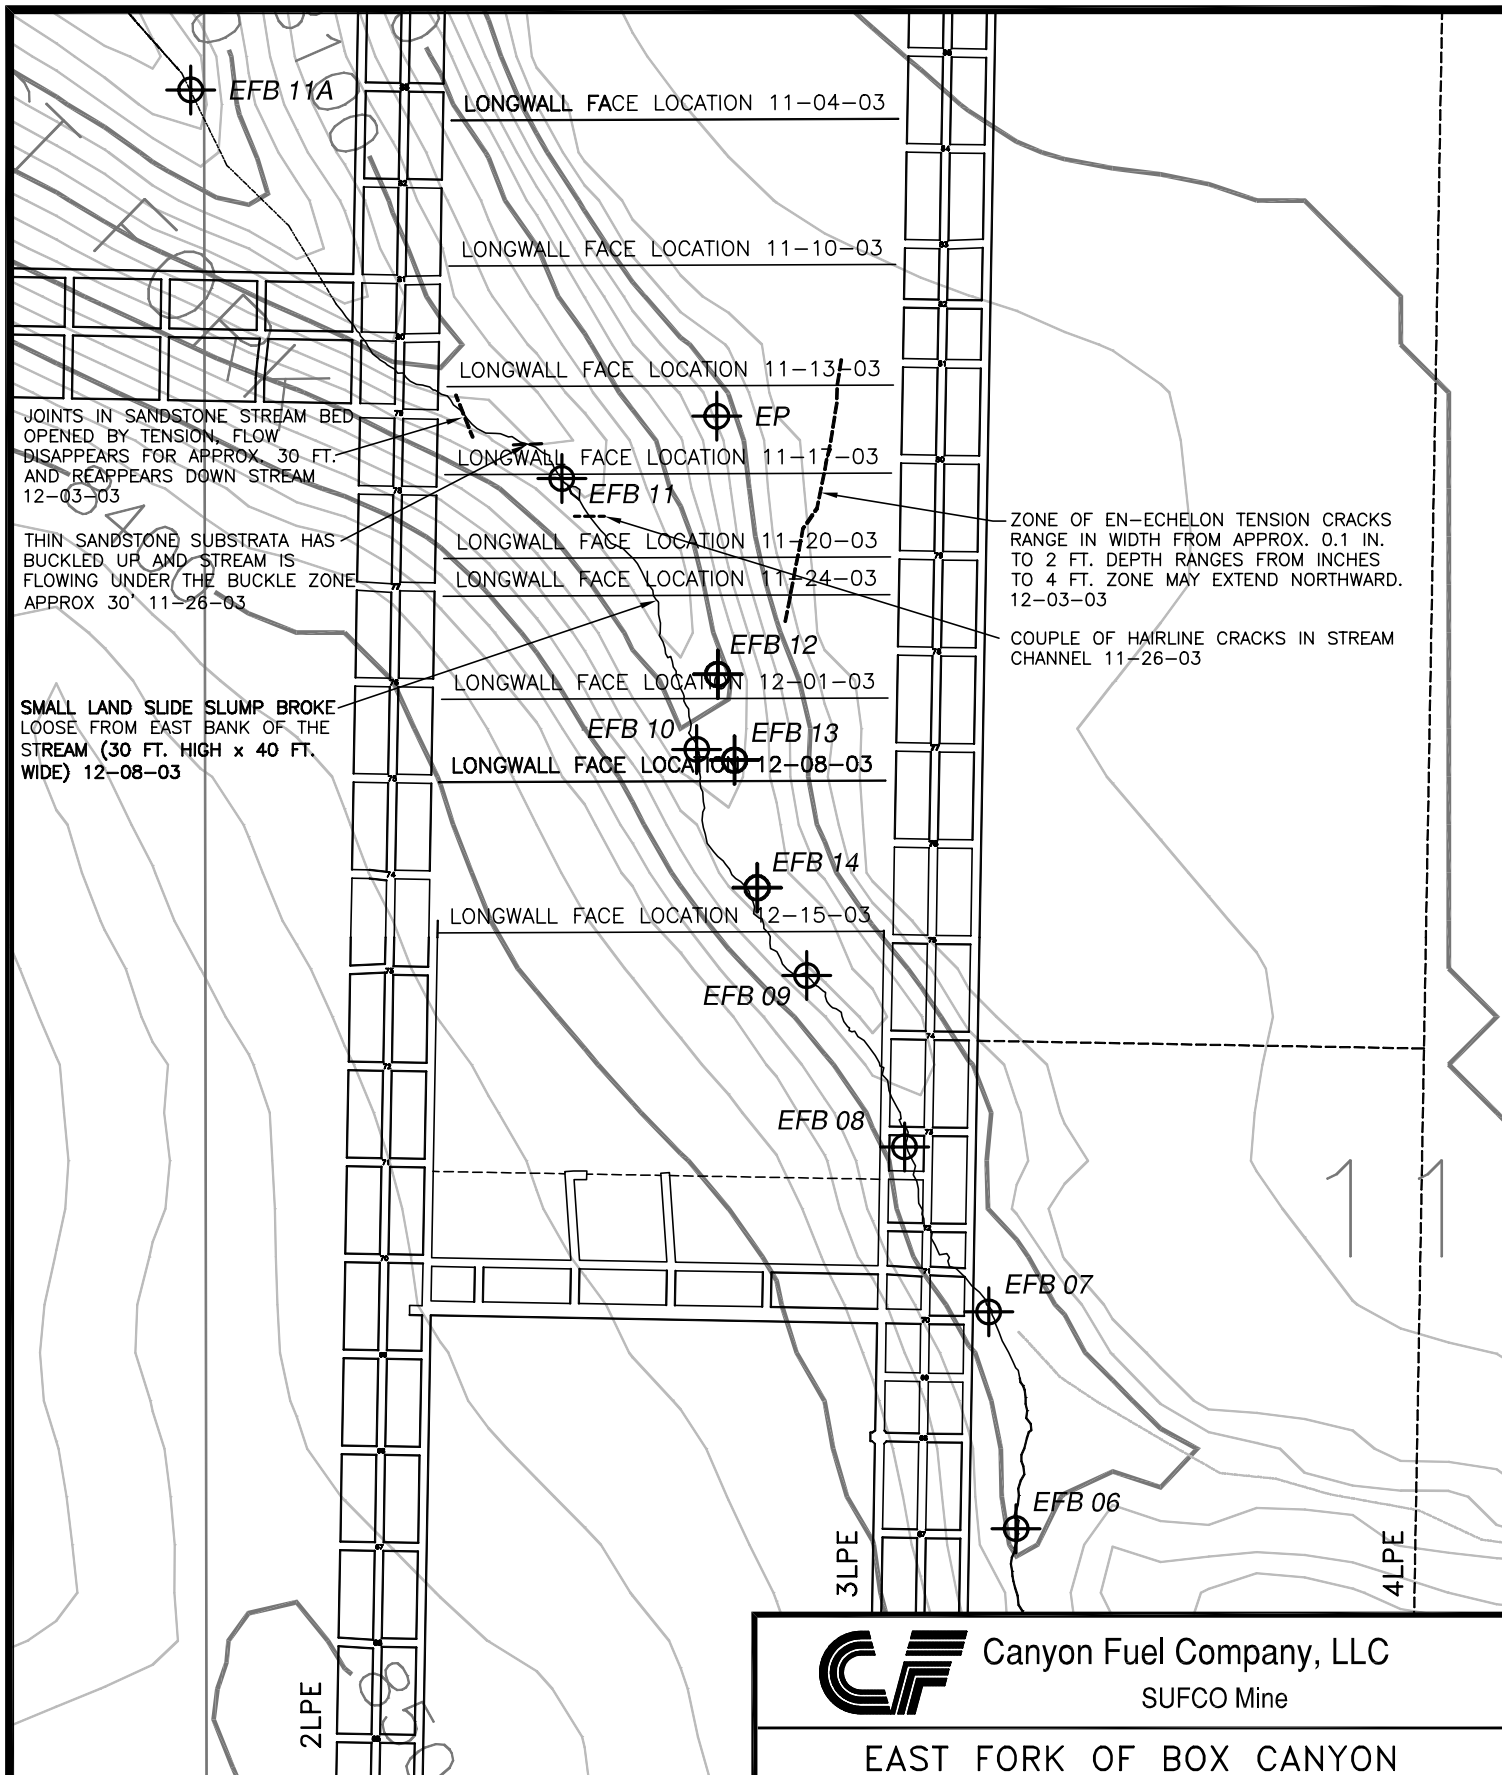 EFB 11A
8100
LONGWALL FACE LOCATION 11-04-03
LONGWALL FACE LOCATION 11-10-03
LONGWALL FACE LOCATION 11-13-03
EP
JOINTS IN SANDSTONE STREAM BED
OPENED BY TENSION, FLOW
DISAPPEARS FOR APPROX. 30 FT.
AND REAPPEARS DOWN STREAM
12-03-03
LONGWALL FACE LOCATION 11-17-03
EFB 11
8400
THIN SANDSTONE SUBSTRATA HAS
BUCKLED UP AND STREAM IS
FLOWING UNDER THE BUCKLE ZONE
APPROX 30' 11-26-03
LONGWALL FACE LOCATION 11-20-03
LONGWALL FACE LOCATION 11-24-03
ZONE OF EN-ECHELON TENSION CRACKS
RANGE IN WIDTH FROM APPROX. 0.1 IN.
TO 2 FT. DEPTH RANGES FROM INCHES
TO 4 FT. ZONE MAY EXTEND NORTHWARD.
12-03-03
COUPLE OF HAIRLINE CRACKS IN STREAM
CHANNEL 11-26-03
EFB 12
LONGWALL FACE LOCATION 12-01-03
SMALL LAND SLIDE SLUMP BROKE
LOOSE FROM EAST BANK OF THE
STREAM (30 FT. HIGH x 40 FT.
WIDE) 12-08-03
EFB 10
EFB 13
LONGWALL FACE LOCATION 12-08-03
EFB 14
LONGWALL FACE LOCATION 12-15-03
EFB 09
EFB 08
11
EFB 07
EFB 06
2LPE
3LPE
4LPE
850
Canyon Fuel Company, LLC
SUFCO Mine
EAST FORK OF BOX CANYON